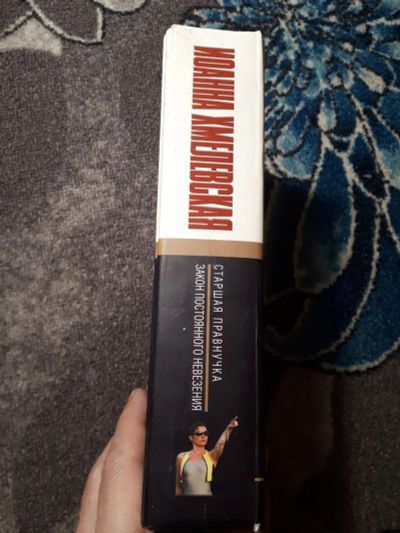 ИОАННА ХМЕЛЕВСКАЯ
СТАРШАЯ ПРАВНУЧКА
ЗАКОН ПОСТОЯННОГО НЕВЕЗЕНИЯ